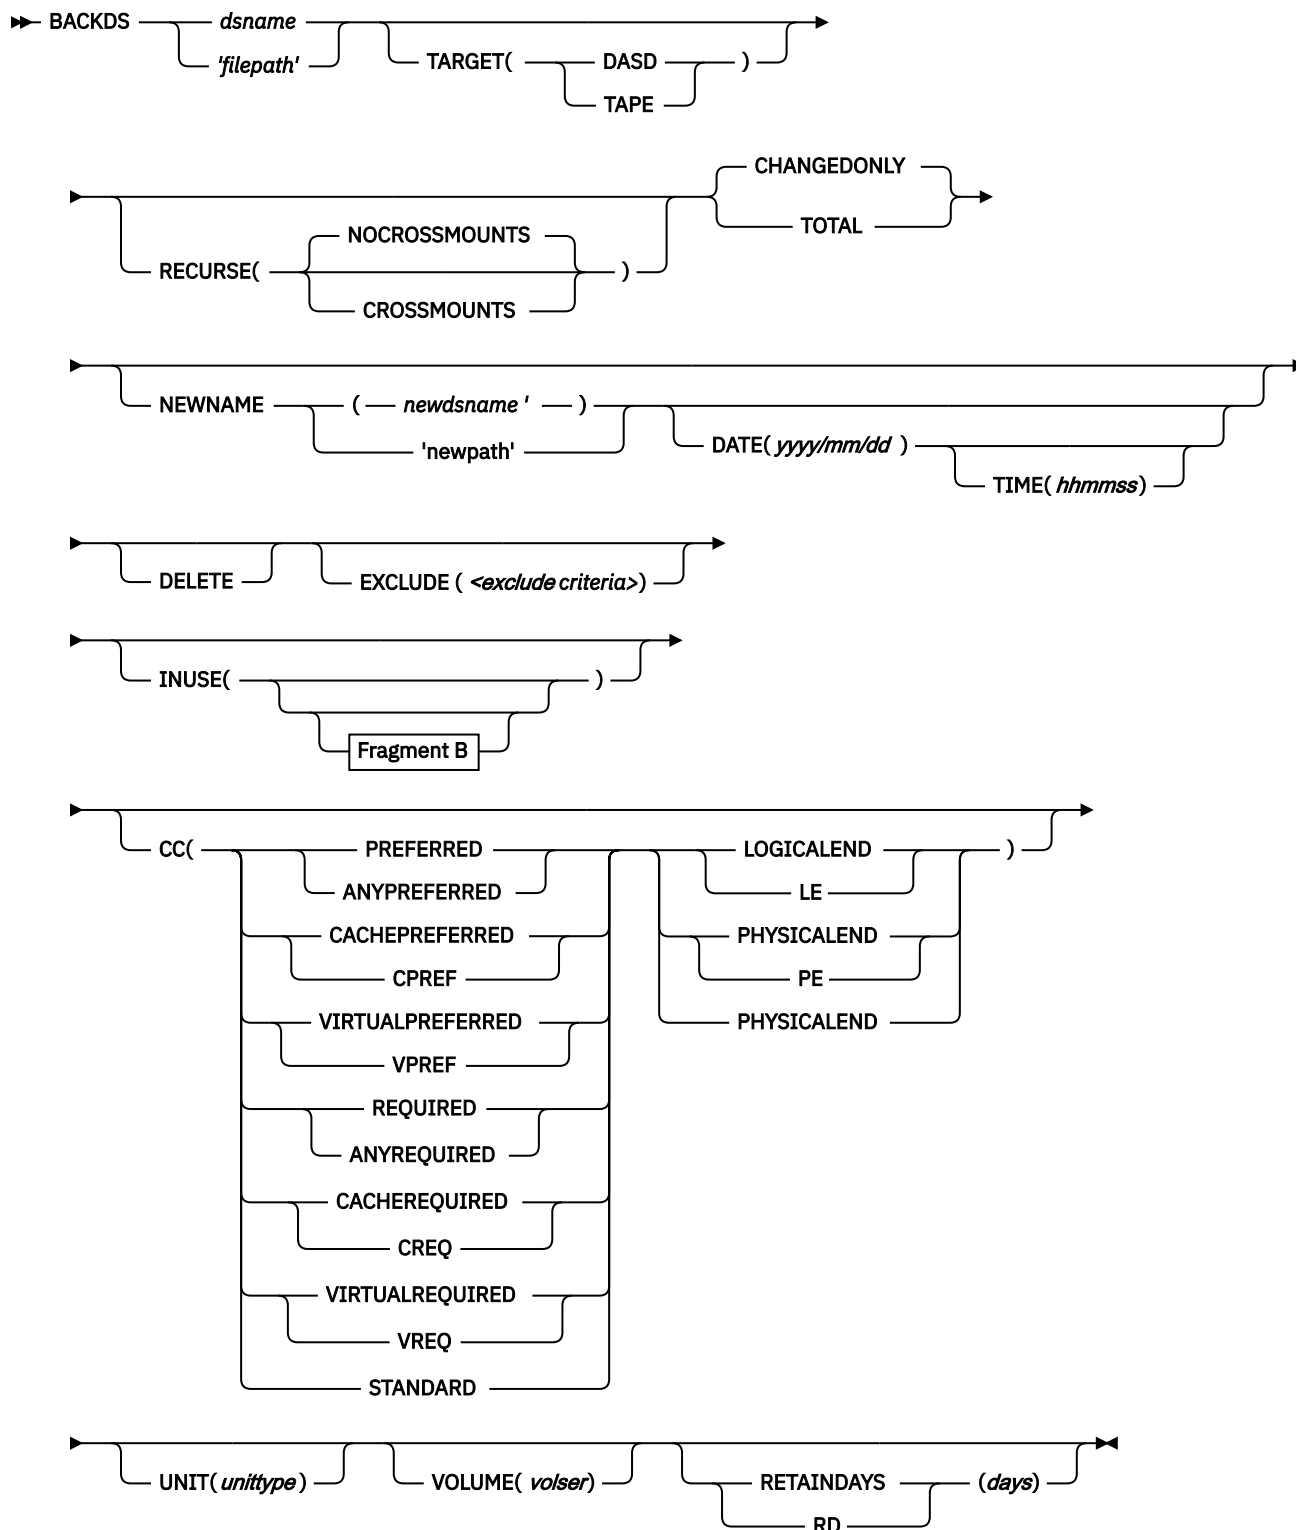 BACKDS dsname
'filepath' TARGET( DASD )
TAPE
CHANGEDONLY
TOTAL
NOCROSSMOUNTS
RECURSE( )
CROSSMOUNTS
NEWNAME ( newdsname ' )
'newpath' DATE( yyyy/mm/dd )
TIME( hhmmss )
DELETE EXCLUDE ( <exclude criteria>)
INUSE( )
Fragment B
CC( PREFERRED LOGICALEND )
ANYPREFERRED LE
CACHEPREFERRED PHYSICALEND
CPREF PE
VIRTUALPREFERRED PHYSICALEND
VPREF
REQUIRED
ANYREQUIRED
CACHEREQUIRED
CREQ
VIRTUALREQUIRED
VREQ
STANDARD
UNIT( unittype ) VOLUME( volser) RETAINDAYS (days)
RD